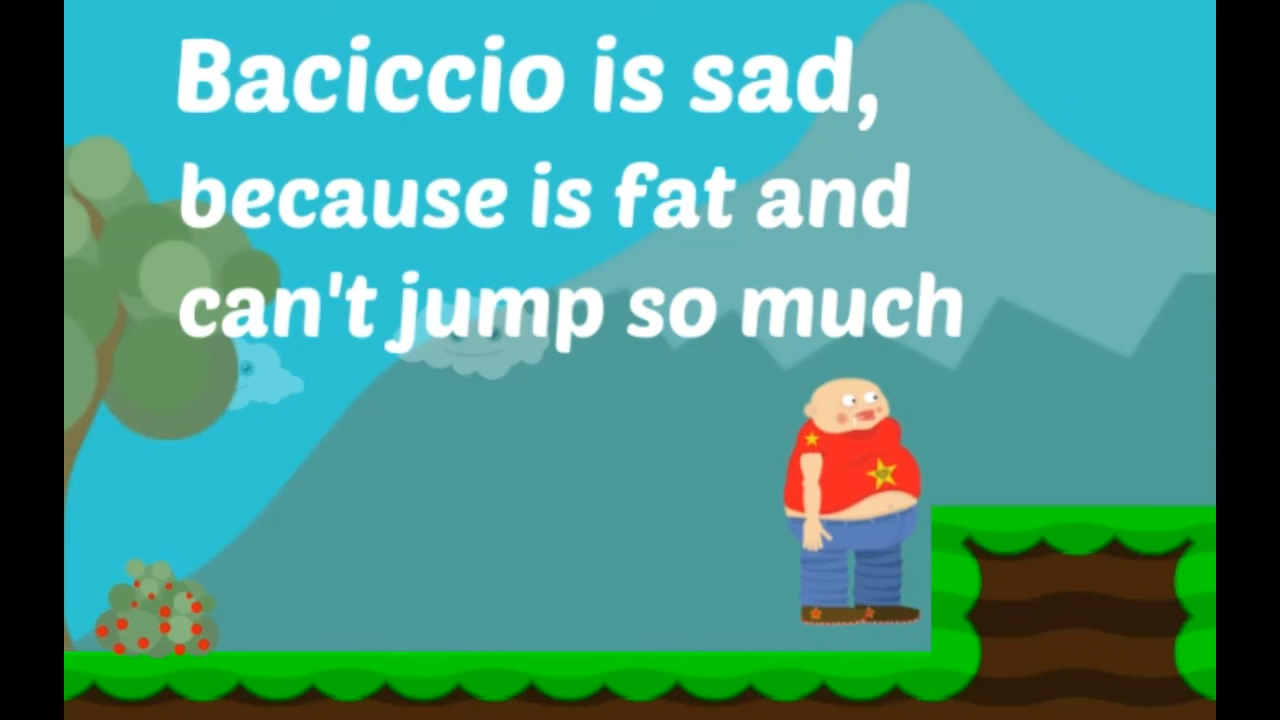 Baciccio is sad,
because is fat and
can't jump so much